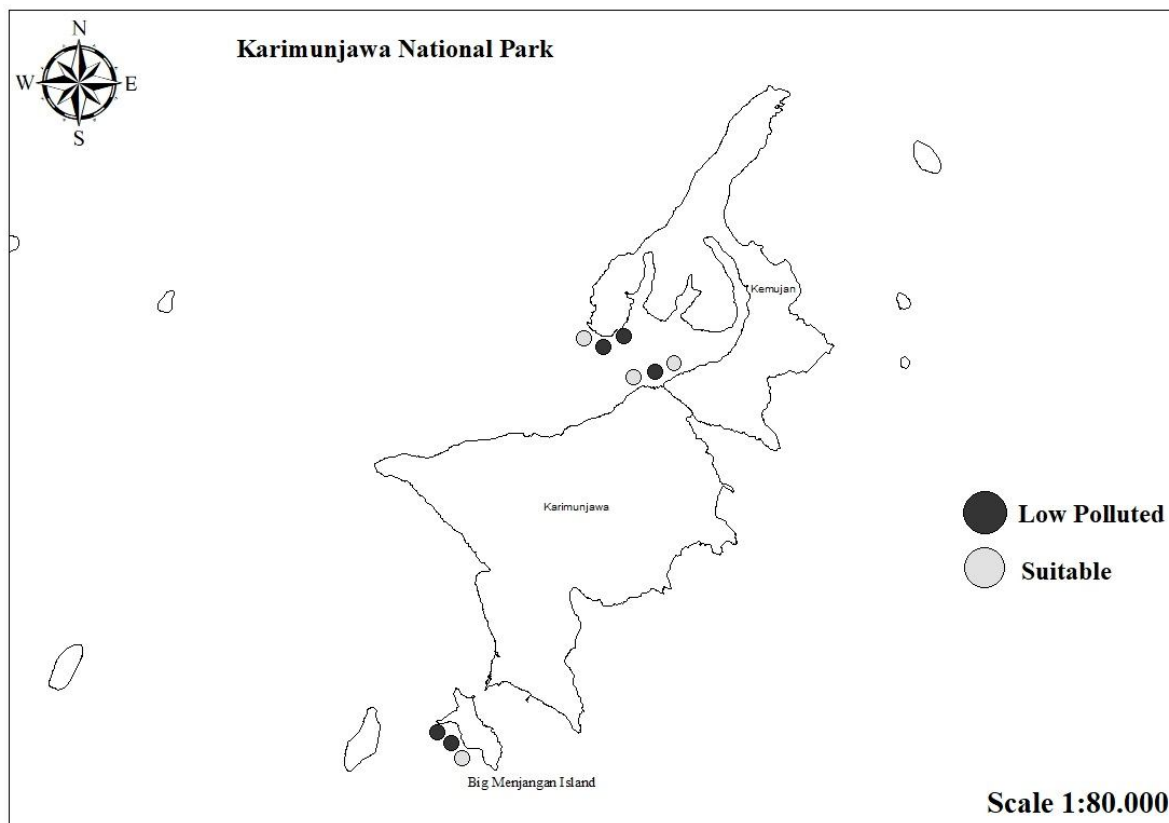 Karimunjawa National Park
N
W
E
S
Kemujan
Karimunjawa
Low Polluted
Suitable
Big Menjangan Island
Scale 1:80.000